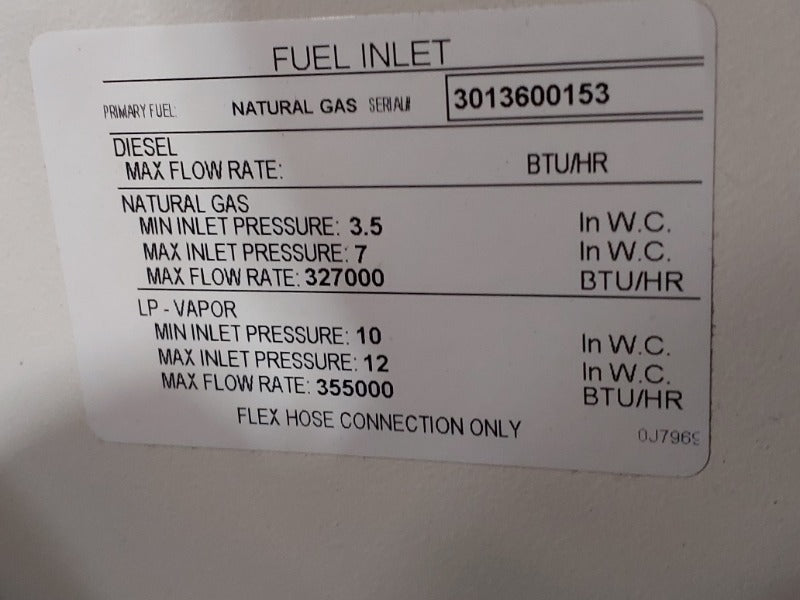 FUEL INLET
PRIMARY FUEL: NATURAL GAS SERIAL# 3013600153
DIESEL
MAX FLOW RATE: BTU/HR
NATURAL GAS
MIN INLET PRESSURE: 3.5 In W.C.
MAX INLET PRESSURE: 7 In W.C.
MAX FLOW RATE: 327000 BTU/HR
LP - VAPOR
MIN INLET PRESSURE: 10 In W.C.
MAX INLET PRESSURE: 12 In W.C.
MAX FLOW RATE: 355000 BTU/HR
FLEX HOSE CONNECTION ONLY